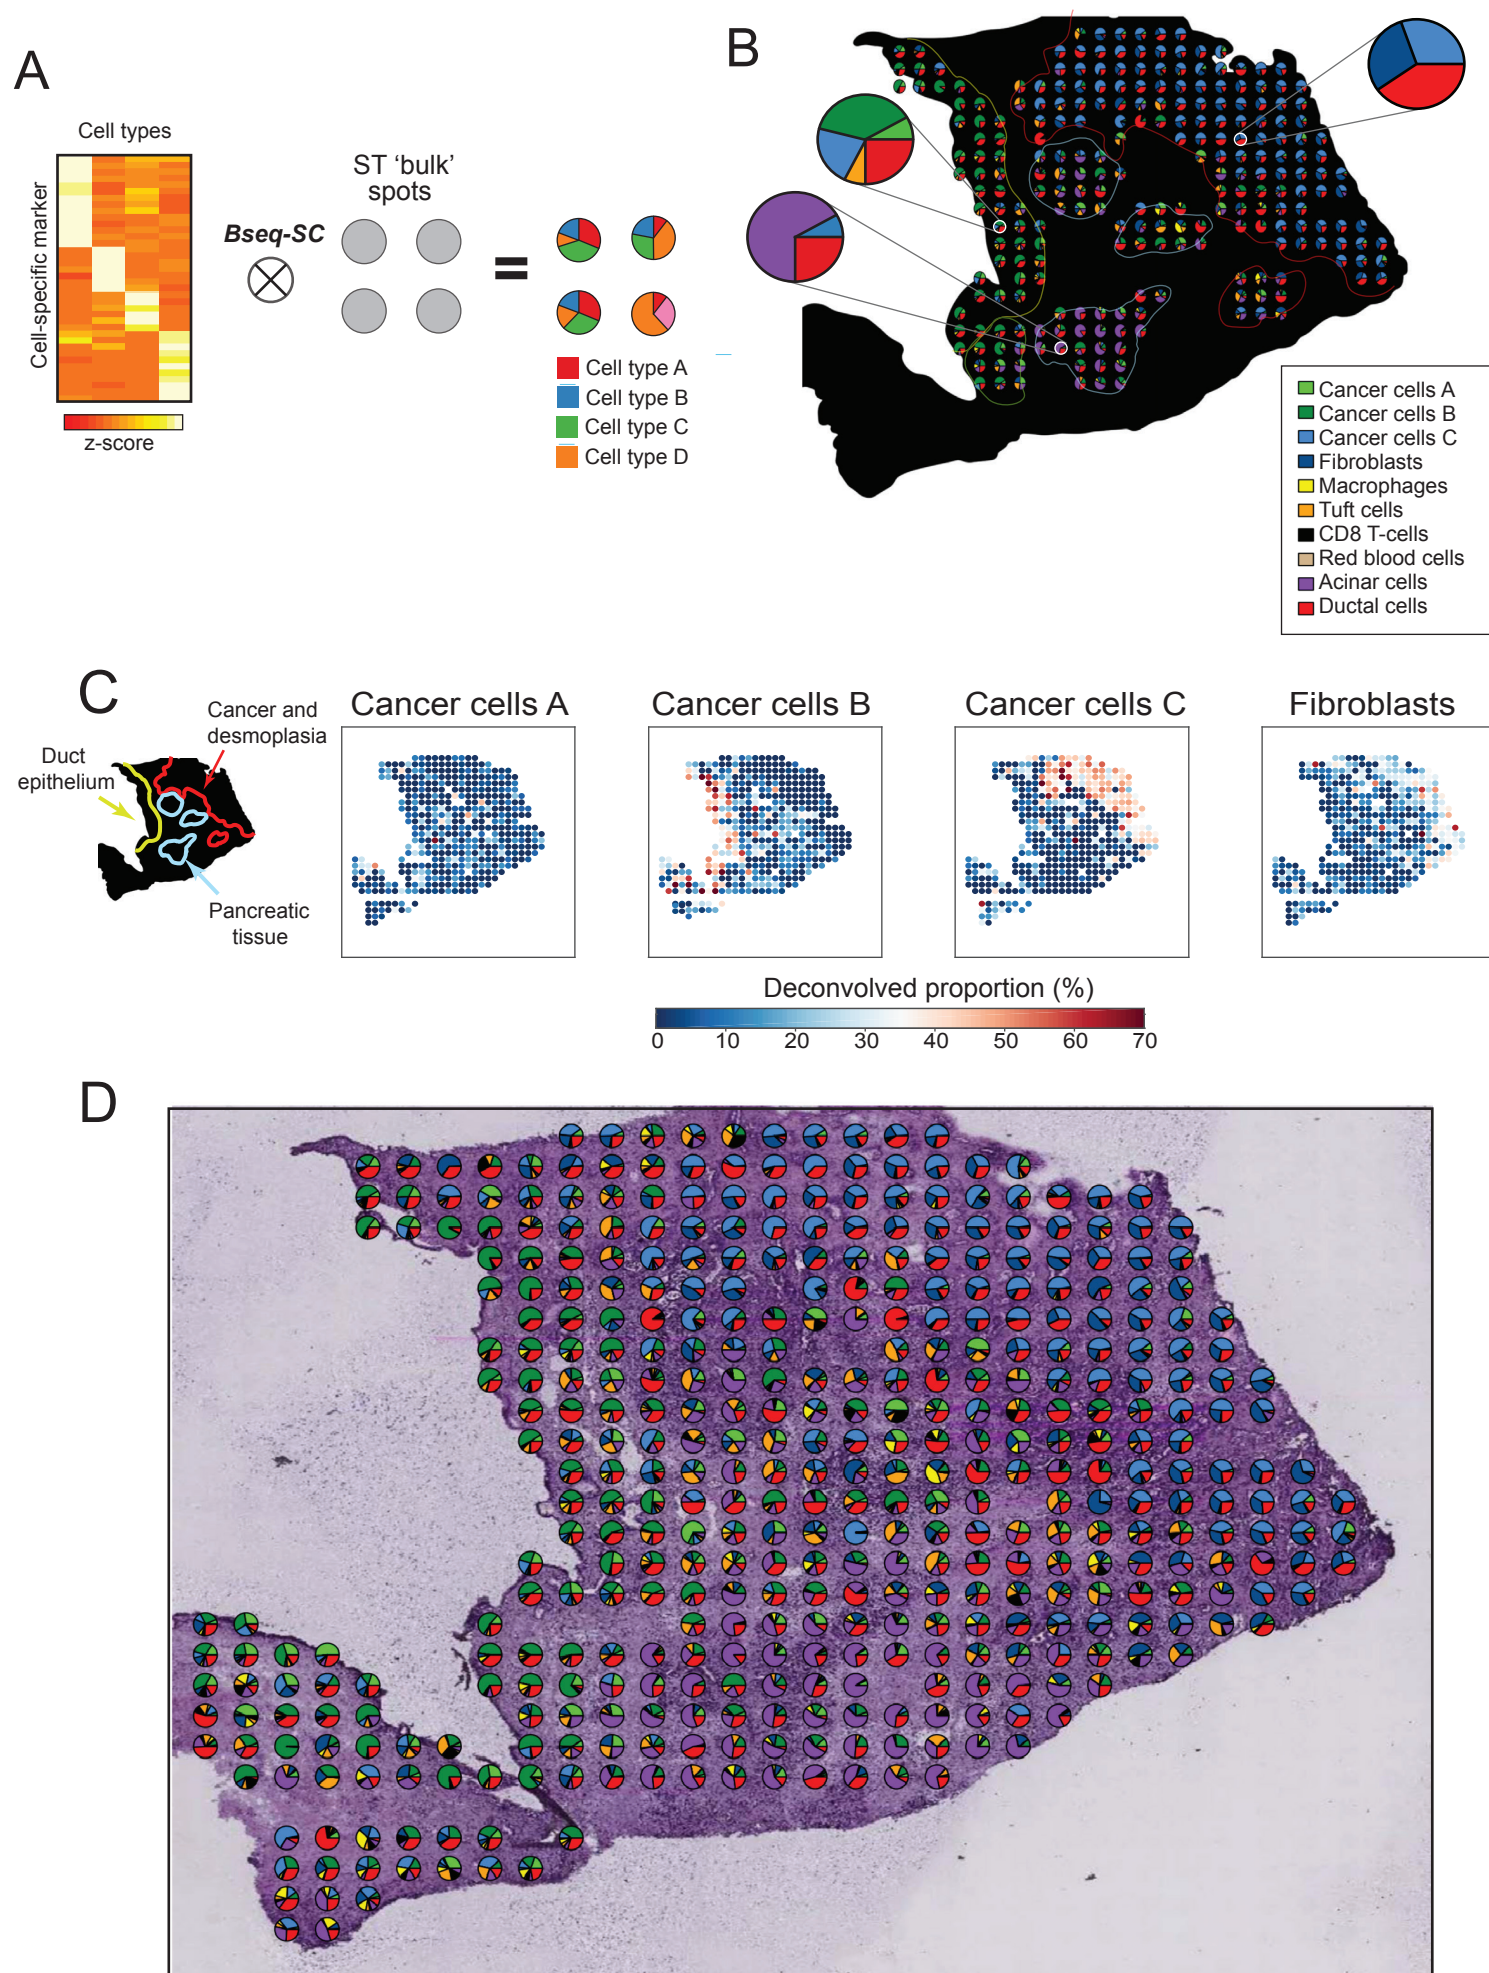 A
Cell types
Cell-specific marker
z-score
Bseq-SC
ST ‘bulk’
spots
=
Cell type A
Cell type B
Cell type C
Cell type D
B
Cancer cells A
Cancer cells B
Cancer cells C
Fibroblasts
Macrophages
Tuft cells
CD8 T-cells
Red blood cells
Acinar cells
Ductal cells
C
Cancer and
desmoplasia
Duct
epithelium
Pancreatic
tissue
Cancer cells A
Cancer cells B
Cancer cells C
Fibroblasts
Deconvolved proportion (%)
0 10 20 30 40 50 60 70
D